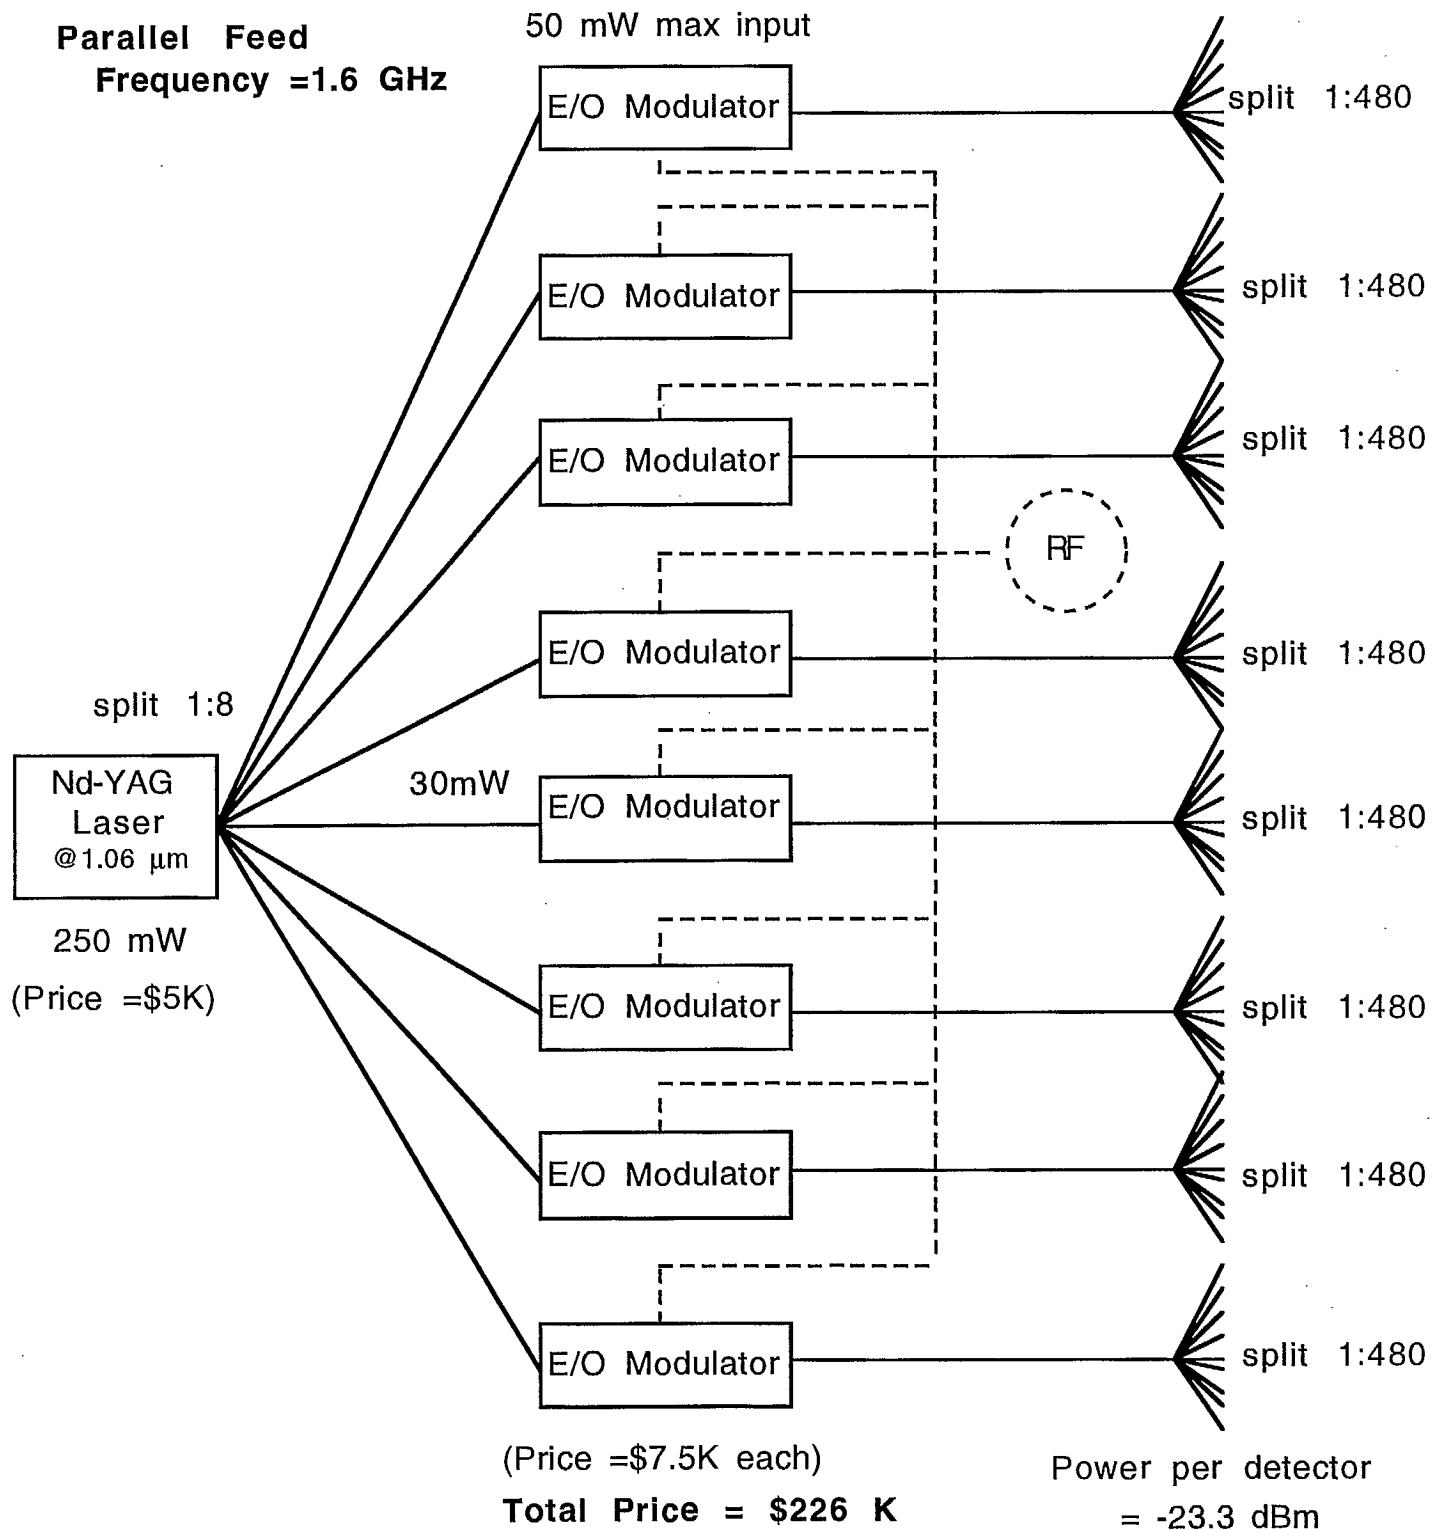 Parallel Feed
Frequency =1.6 GHz
50 mW max input
E/O Modulator
split 1:480
E/O Modulator
split 1:480
E/O Modulator
split 1:480
RF
E/O Modulator
split 1:480
split 1:8
Nd-YAG
Laser
@1.06 µm
250 mW
(Price =$5K)
30mW
E/O Modulator
split 1:480
E/O Modulator
split 1:480
E/O Modulator
split 1:480
E/O Modulator
split 1:480
(Price =$7.5K each)
Total Price = $226 K
Power per detector
= -23.3 dBm